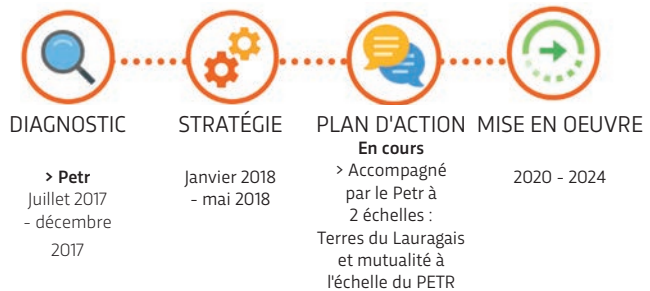 DIAGNOSTIC
> Petr
Juillet 2017
- décembre
2017
STRATÉGIE
Janvier 2018
- mai 2018
PLAN D'ACTION
En cours
> Accompagné
par le Petr à
2 échelles :
Terres du Lauragais
et mutualité à
l'échelle du PETR
MISE EN OEUVRE
2020 - 2024